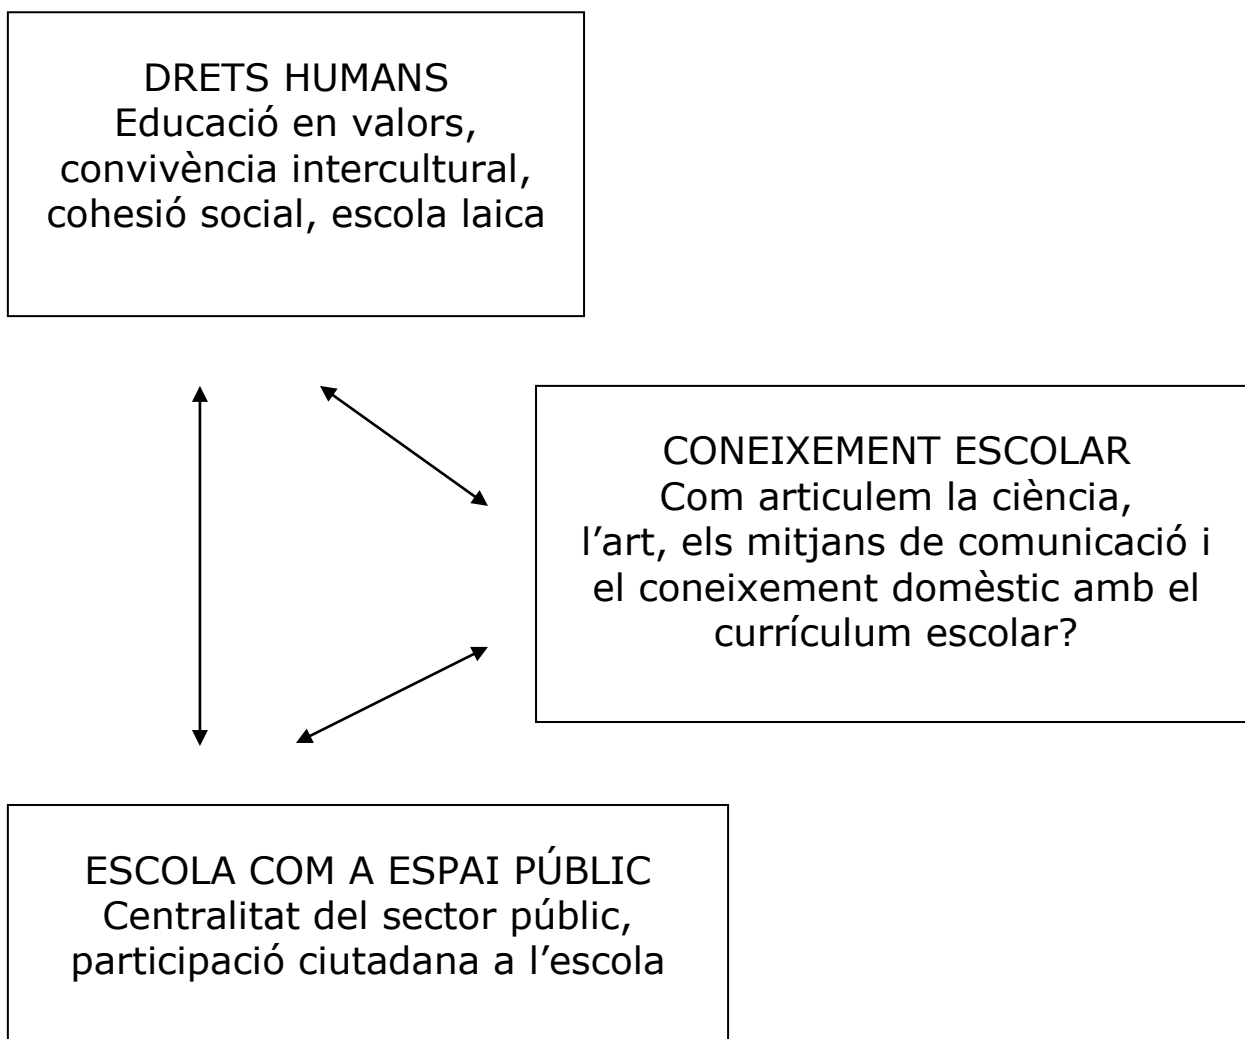 DRETS HUMANS
Educació en valors,
convivència intercultural,
cohesió social, escola laica
CONEIXEMENT ESCOLAR
Com articulem la ciència,
l’art, els mitjans de comunicació i
el coneixement domèstic amb el
currículum escolar?
ESCOLA COM A ESPAI PÚBLIC
Centralitat del sector públic,
participació ciutadana a l’escola